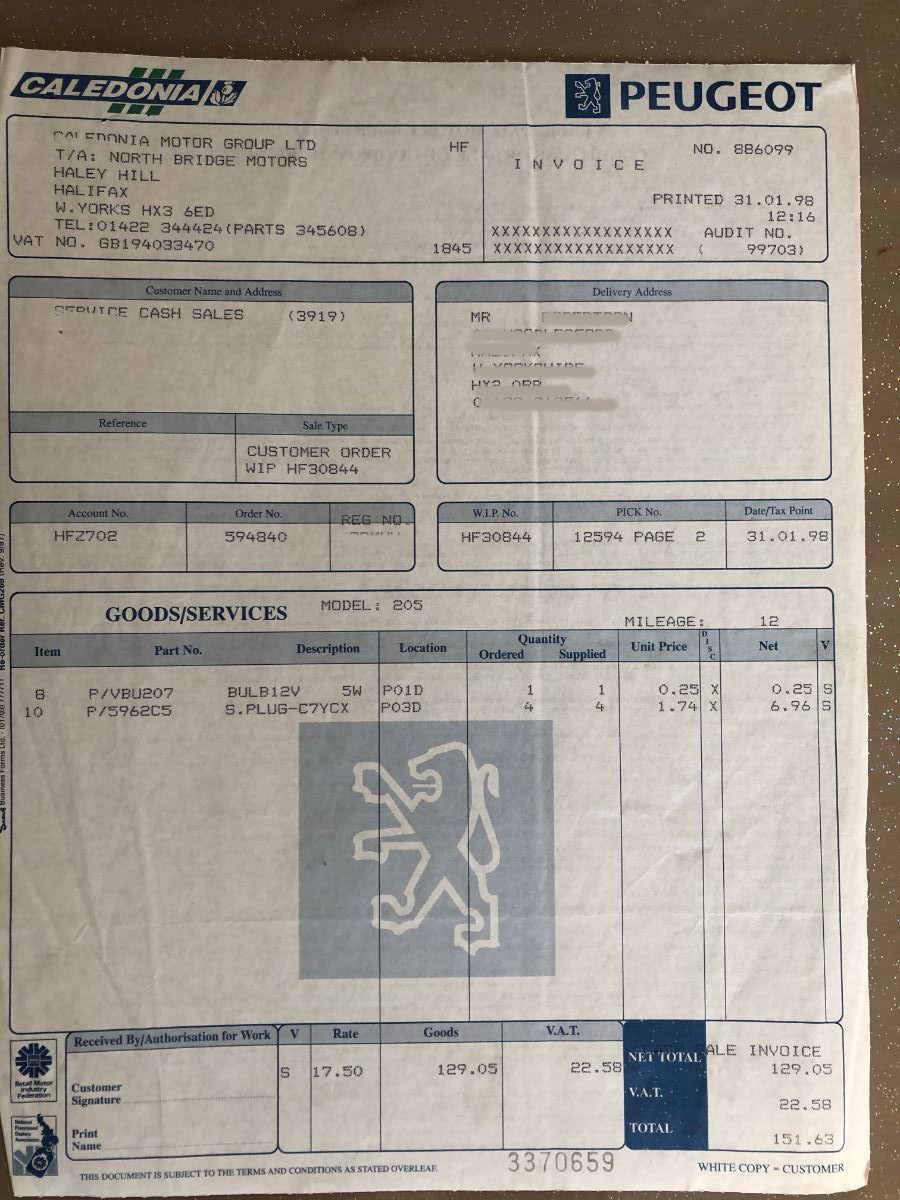 CALEDONIA
PEUGEOT
CALEDONIA MOTOR GROUP LTD HF
T/A: NORTH BRIDGE MOTORS
HALEY HILL
HALIFAX
W.YORKS HX3 6ED
TEL:01422 344424(PARTS 345608)
VAT NO. GB194033470 1845
INVOICE NO. 886099
PRINTED 31.01.98
12:16
XXXXXXXXXXXXXXXXXX AUDIT NO.
XXXXXXXXXXXXXXXXXX ( 99703)
Customer Name and Address
SERVICE CASH SALES (3919)
Delivery Address
MR
Reference Sale Type
CUSTOMER ORDER
WIP HF30844
Account No. Order No. REG NO.
HFZ702 594840
W.I.P. No. PICK No. Date/Tax Point
HF30844 12594 PAGE 2 31.01.98
GOODS/SERVICES MODEL: 205
MILEAGE: 12
Item Part No. Description Location Quantity Ordered Supplied Unit Price DISC Net V
8 P/VBU207 BULB12V 5W P01D 1 1 0.25 X 0.25 S
10 P/5962C5 S.PLUG-C7YCX P03D 4 4 1.74 X 6.96 S
Received By/Authorisation for Work
Customer
Signature
Print
Name
V Rate Goods V.A.T.
S 17.50 129.05 22.58
SALE INVOICE
NET TOTAL 129.05
V.A.T. 22.58
TOTAL 151.63
Retail Motor
Industry
Federation
THIS DOCUMENT IS SUBJECT TO THE TERMS AND CONDITIONS AS STATED OVERLEAF.
3370659
WHITE COPY = CUSTOMER